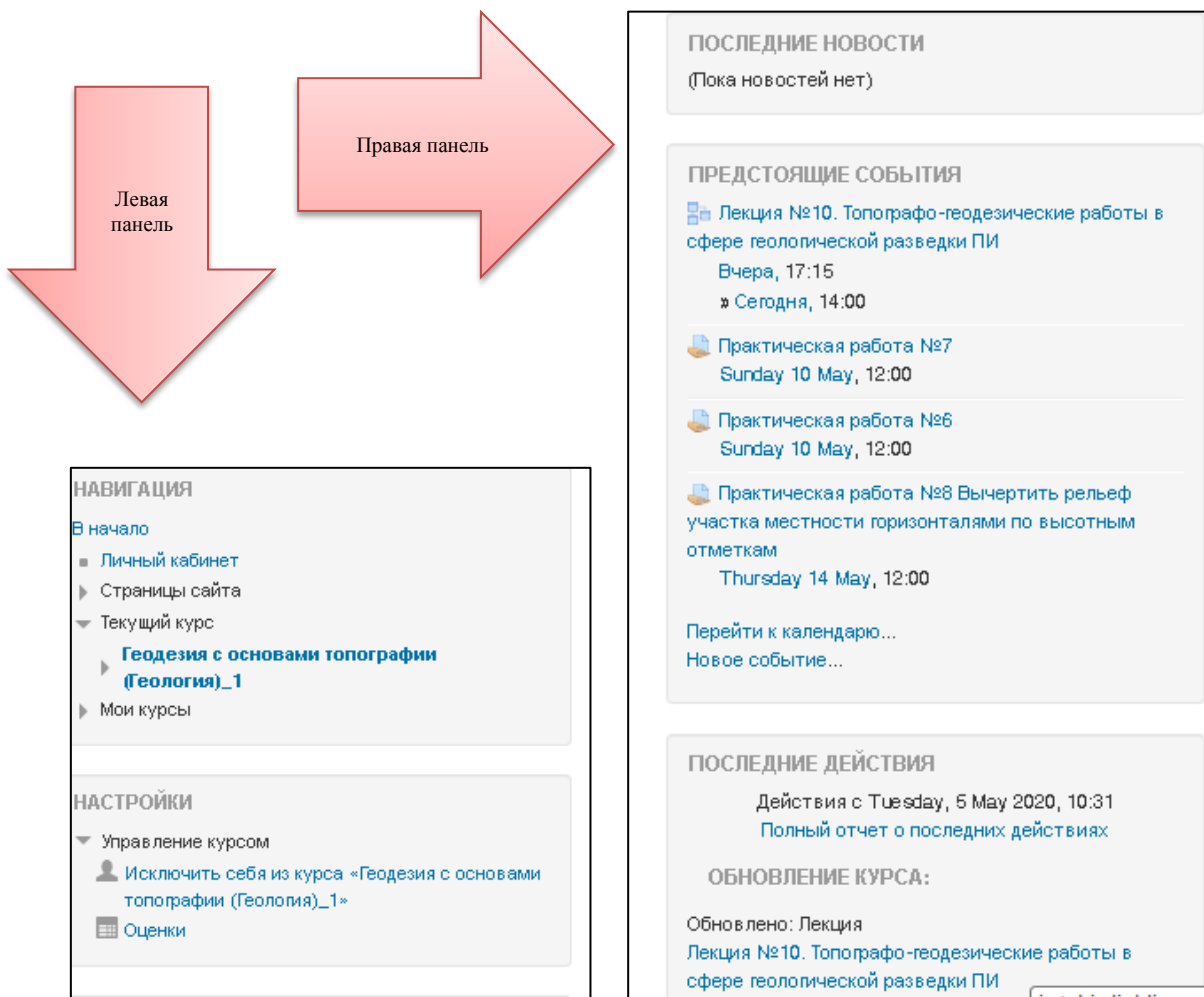 Левая
панель
Правая панель
НАВИГАЦИЯ
В начало
Личный кабинет
Страницы сайта
Текущий курс
Геодезия с основами топографии
(Геология)_1
Мои курсы
НАСТРОЙКИ
Управление курсом
Исключить себя из курса «Геодезия с основами
топографии (Геология)_1»
Оценки
ПОСЛЕДНИЕ НОВОСТИ
(Пока новостей нет)
ПРЕДСТОЯЩИЕ СОБЫТИЯ
Лекция №10. Топографо-геодезические работы в
сфере геологической разведки ПИ
Вчера, 17:15
» Сегодня, 14:00
Практическая работа №7
Sunday 10 May, 12:00
Практическая работа №6
Sunday 10 May, 12:00
Практическая работа №8 Вычертить рельеф
участка местности горизонталями по высотным
отметкам
Thursday 14 May, 12:00
Перейти к календарю...
Новое событие...
ПОСЛЕДНИЕ ДЕЙСТВИЯ
Действия с Tuesday, 5 May 2020, 10:31
Полный отчет о последних действиях
ОБНОВЛЕНИЕ КУРСА:
Обновлено: Лекция
Лекция №10. Топографо-геодезические работы в
сфере геологической разведки ПИ